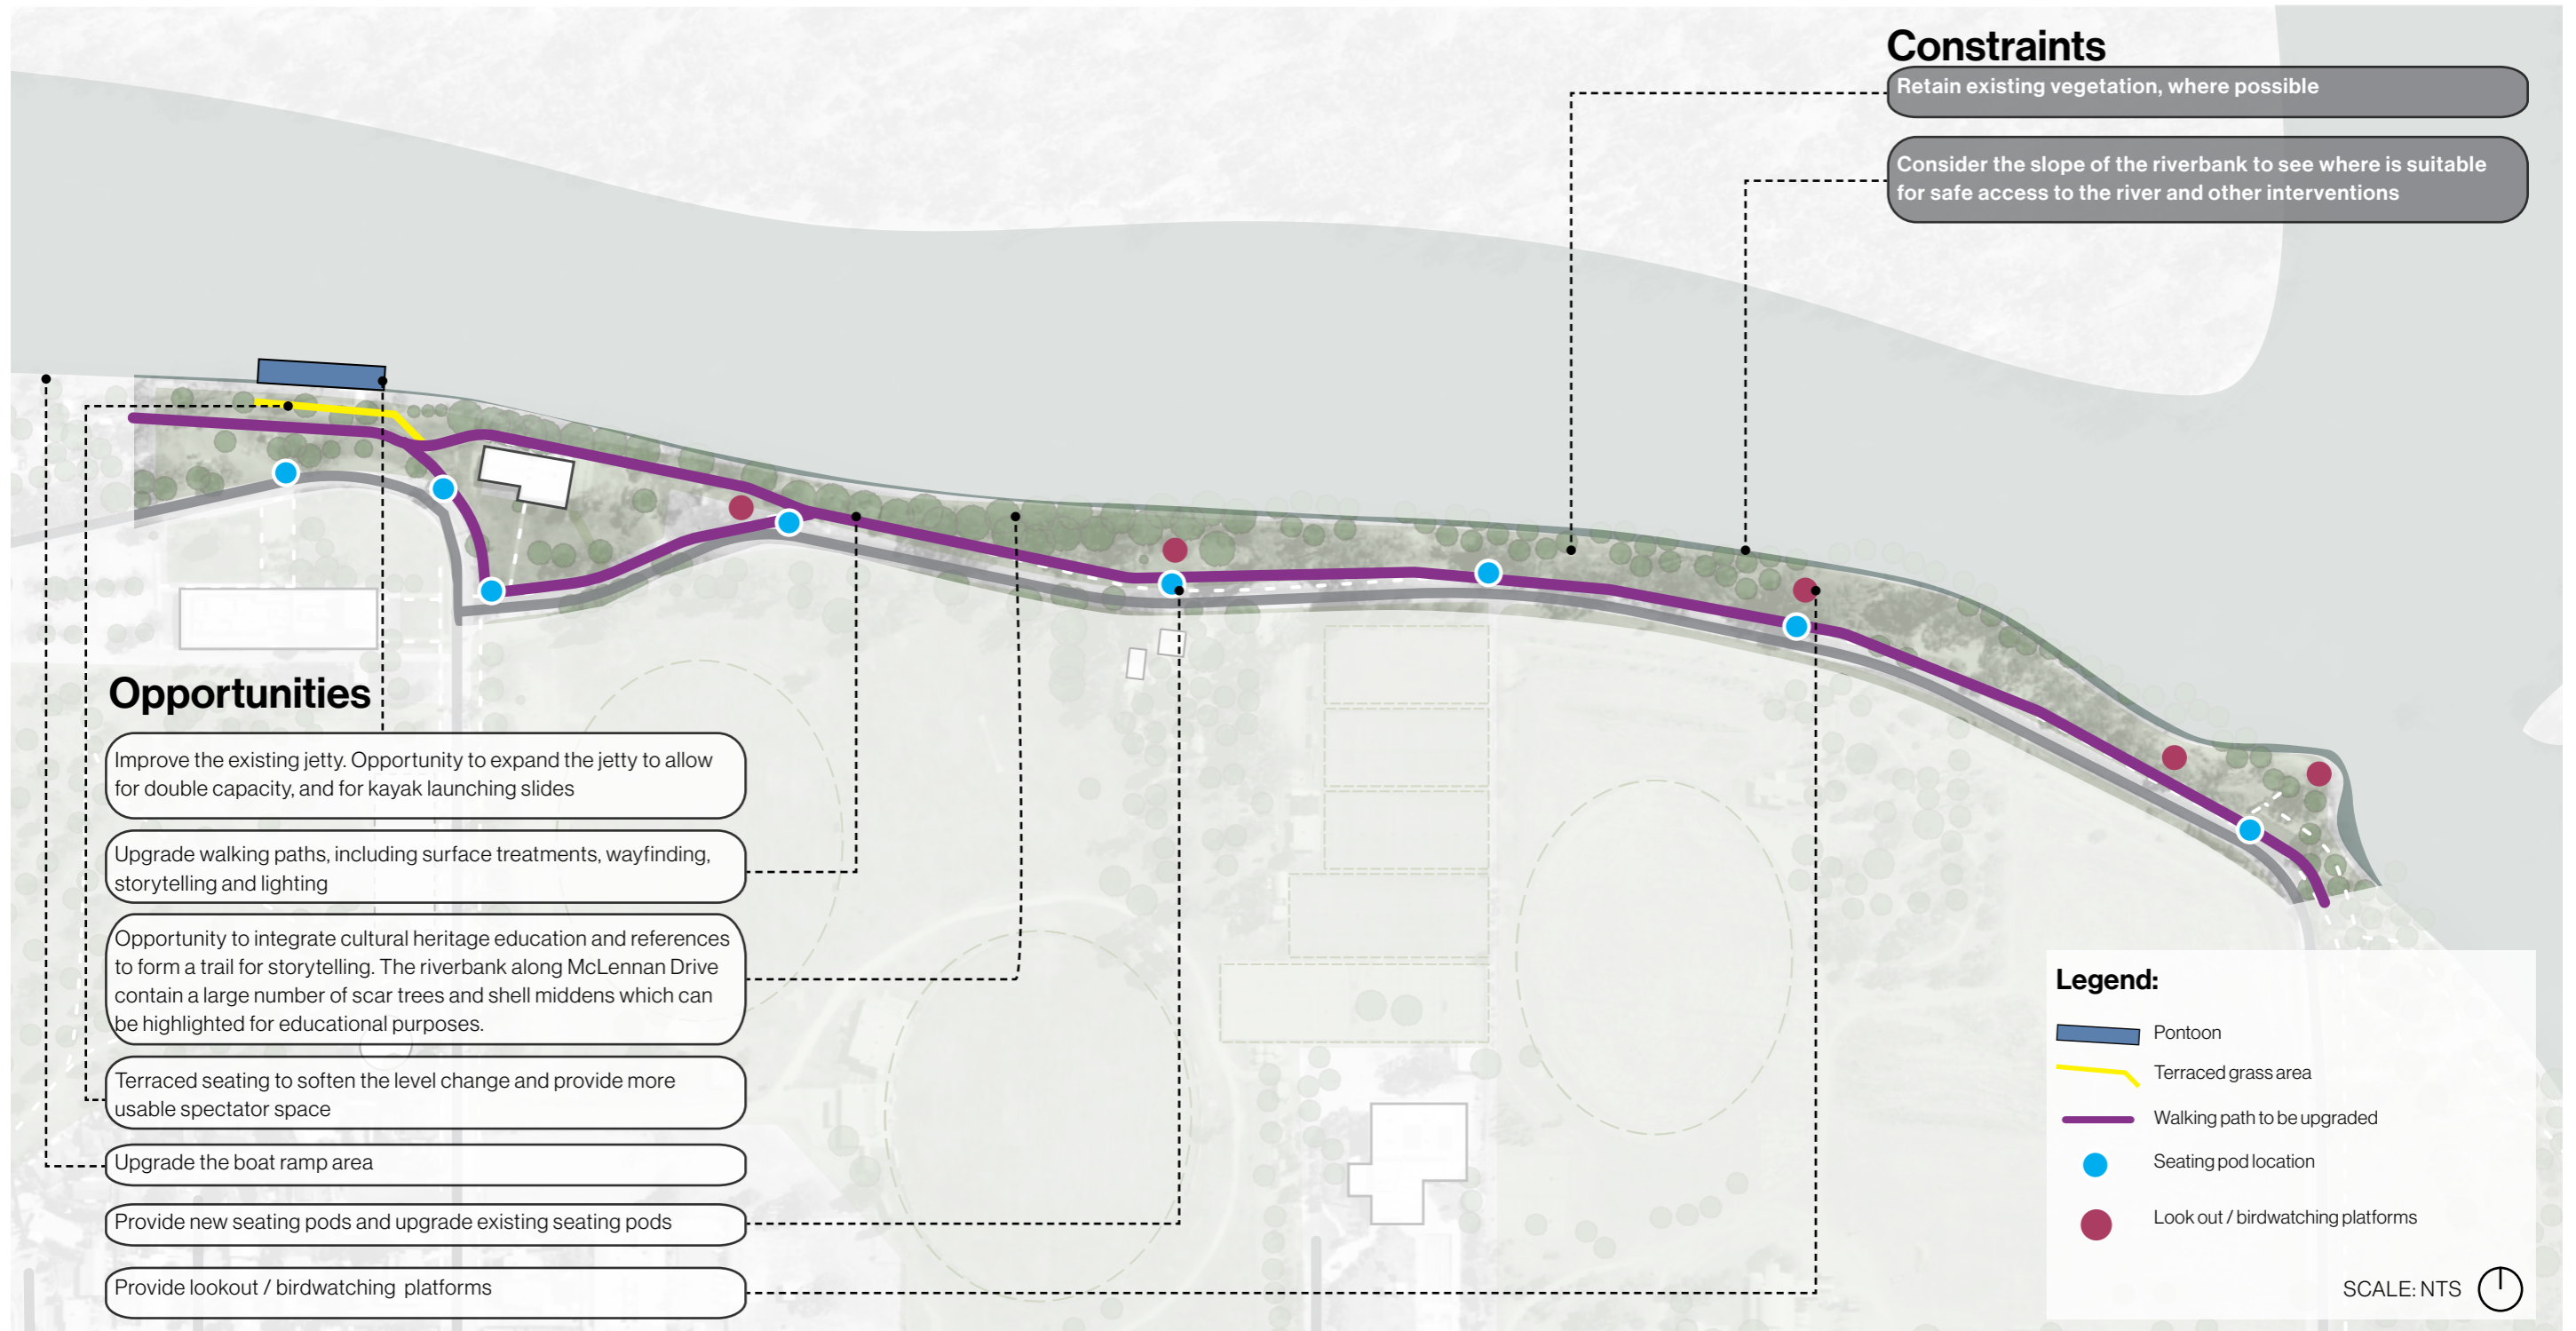 Constraints
Retain existing vegetation, where possible
Consider the slope of the riverbank to see where is suitable
for safe access to the river and other interventions
Opportunities
Improve the existing jetty. Opportunity to expand the jetty to allow
for double capacity, and for kayak launching slides
Upgrade walking paths, including surface treatments, wayfinding,
storytelling and lighting
Opportunity to integrate cultural heritage education and references
to form a trail for storytelling. The riverbank along McLennan Drive
contain a large number of scar trees and shell middens which can
be highlighted for educational purposes.
Terraced seating to soften the level change and provide more
usable spectator space
Upgrade the boat ramp area
Provide new seating pods and upgrade existing seating pods
Provide lookout / birdwatching platforms
Legend:
Pontoon
Terraced grass area
Walking path to be upgraded
Seating pod location
Look out / birdwatching platforms
SCALE: NTS